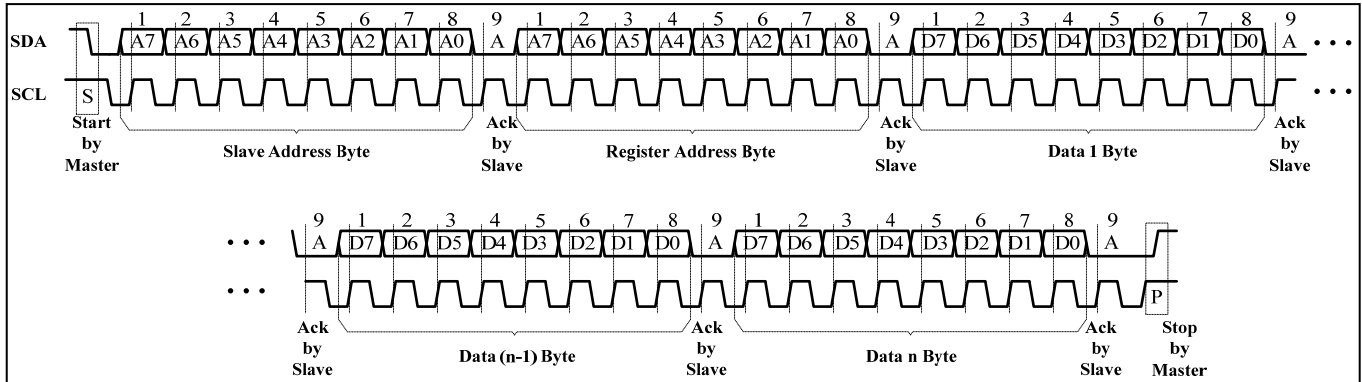 1 2 3 4 5 6 7 8 9 1 2 3 4 5 6 7 8 9 1 2 3 4 5 6 7 8 9
SDA A7 A6 A5 A4 A3 A2 A1 A0 A A7 A6 A5 A4 A3 A2 A1 A0 A D7 D6 D5 D4 D3 D2 D1 D0 A • • •
SCL S • • •
Start by Master
Slave Address Byte
Ack by Slave
Register Address Byte
Ack by Slave
Data 1 Byte
Ack by Slave
9 1 2 3 4 5 6 7 8 9 1 2 3 4 5 6 7 8 9
• • • A D7 D6 D5 D4 D3 D2 D1 D0 A D7 D6 D5 D4 D3 D2 D1 D0 A
• • • P
Ack by Slave
Data (n-1) Byte
Ack by Slave
Data n Byte
Ack by Slave
Stop by Master